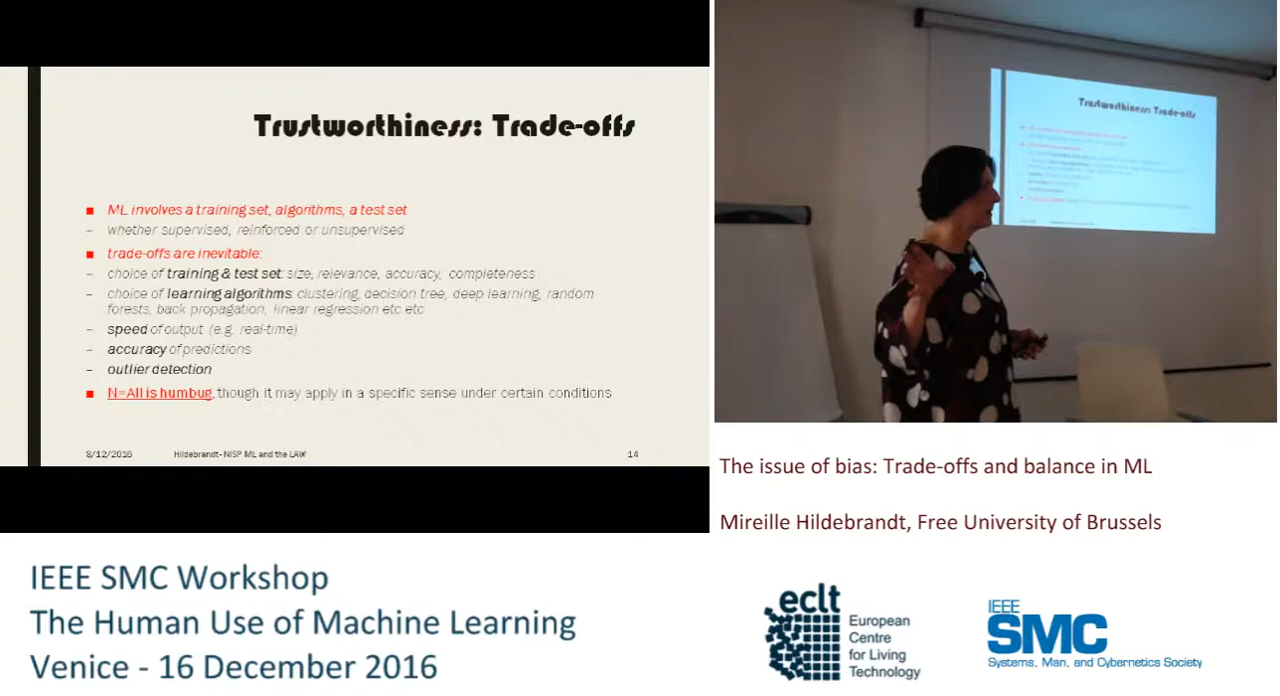 Trustworthiness: Trade-offs
■ ML involves a training set, algorithms, a test set
– whether supervised, reinforced or unsupervised
■ trade-offs are inevitable:
– choice of training & test set: size, relevance, accuracy, completeness
– choice of learning algorithms: clustering, decision tree, deep learning, random
forests, back propagation, linear regression etc etc
– speed of output (e.g. real-time)
– accuracy of predictions
– outlier detection
■ N=All is humbug, though it may apply in a specific sense under certain conditions
8/12/2016 Hildebrandt- NISP ML and the LAW 14
Trustworthiness: Trade-offs
The issue of bias: Trade-offs and balance in ML
Mireille Hildebrandt, Free University of Brussels
IEEE SMC Workshop
The Human Use of Machine Learning
Venice - 16 December 2016
eclt
European
Centre
for Living
Technology
IEEE
SMC
Systems, Man, and Cybernetics Society